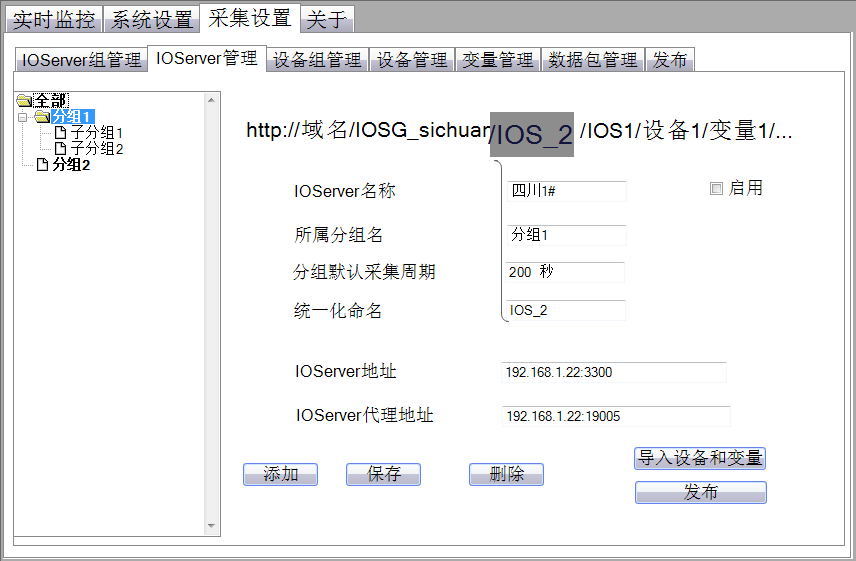 实时监控 系统设置 采集设置 关于
IOServer组管理 IOServer管理 设备组管理 设备管理 变量管理 数据包管理 发布
全部
分组1
子分组1
子分组2
分组2
http://域名/IOSG_sichuan/IOS_2 /IOS1/设备1/变量1/...
IOServer名称 四川1# 启用
所属分组名 分组1
分组默认采集周期 200 秒
统一化命名 IOS_2
IOServer地址 192.168.1.22:3300
IOServer代理地址 192.168.1.22:19005
添加 保存 删除 导入设备和变量
发布